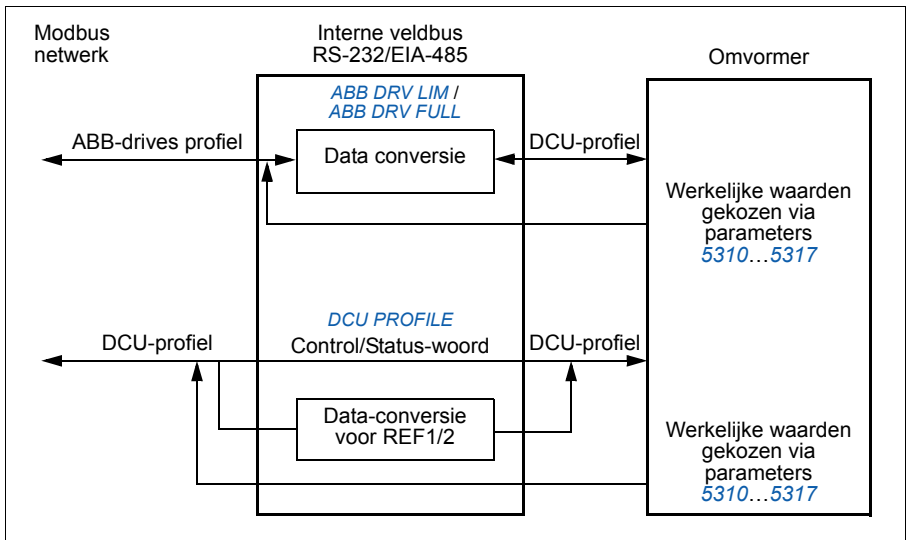 Modbus
netwerk
Interne veldbus
RS-232/EIA-485
Omvormer
ABB DRV LIM /
ABB DRV FULL
ABB-drives profiel
Data conversie
DCU-profiel
Werkelijke waarden
gekozen via
parameters
5310…5317
DCU PROFILE
DCU-profiel
Control/Status-woord
DCU-profiel
Data-conversie
voor REF1/2
Werkelijke waarden
gekozen via
parameters
5310…5317